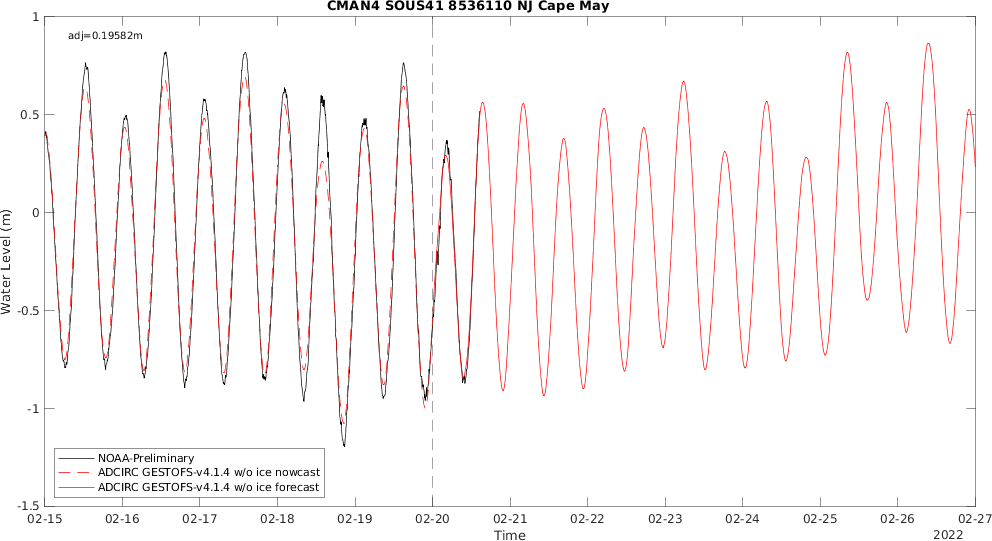 CMAN4 SOUS41 8536110 NJ Cape May
adj=0.19582m
1
0.5
0
-0.5
-1
-1.5
Water Level (m)
NOAA-Preliminary
ADCIRC GESTOFS-v4.1.4 w/o ice nowcast
ADCIRC GESTOFS-v4.1.4 w/o ice forecast
02-15 02-16 02-17 02-18 02-19 02-20 02-21 02-22 02-23 02-24 02-25 02-26 02-27
Time
2022